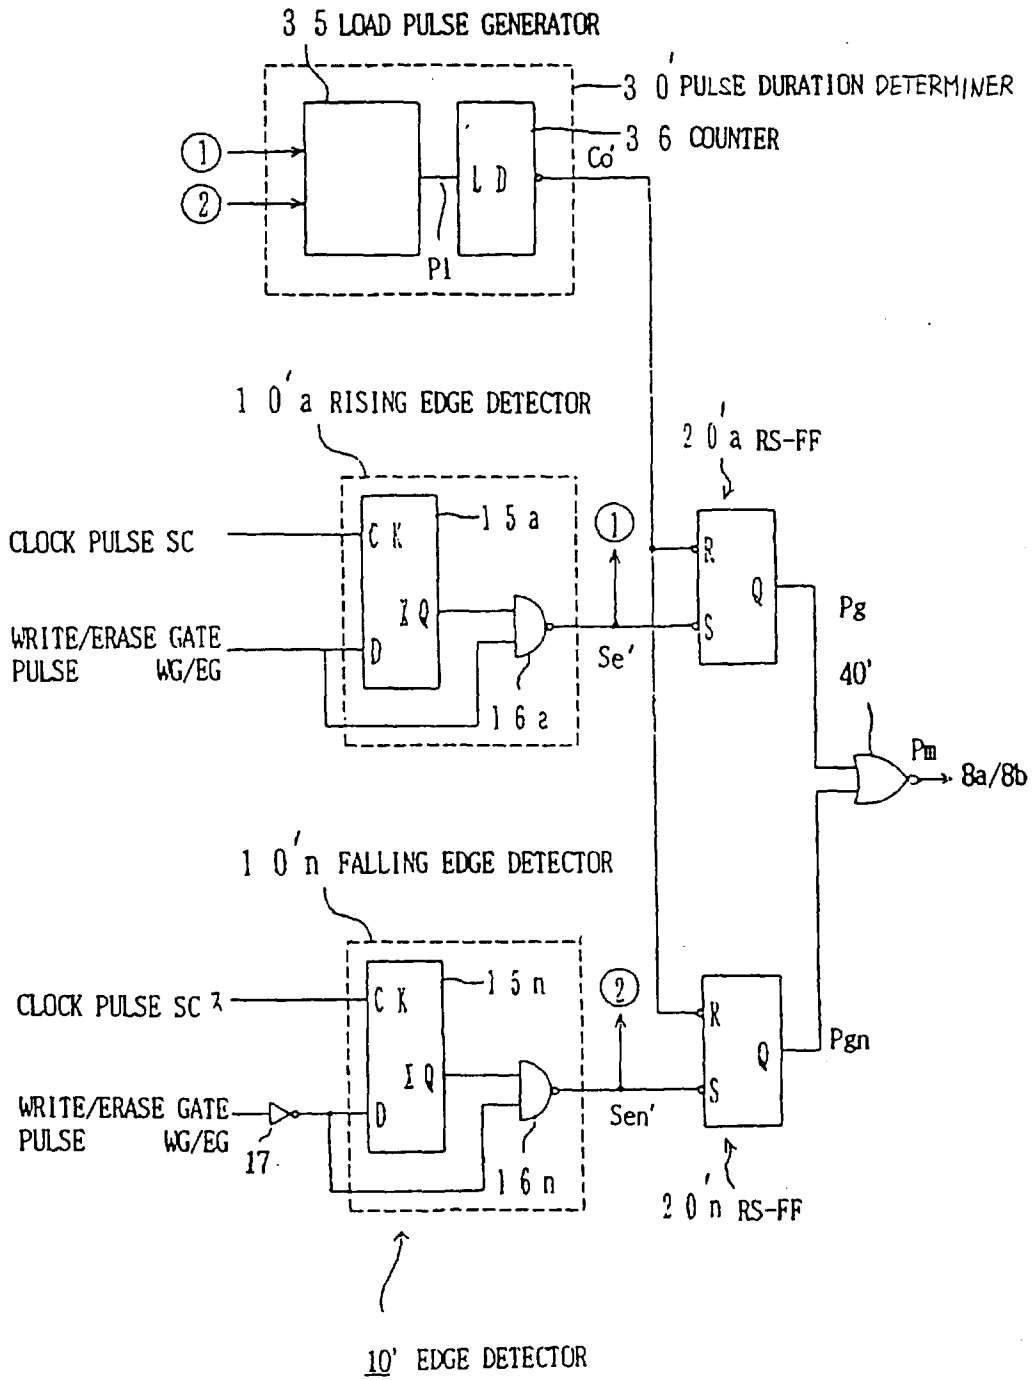 3 5 LOAD PULSE GENERATOR
3 0' PULSE DURATION DETERMINER
3 6 COUNTER
Co'
①
②
L D
Pl
1 0'a RISING EDGE DETECTOR
2 0'a RS-FF
1 5 a
①
CLOCK PULSE SC
C K
R
Q
X Q
Pg
WRITE/ERASE GATE
PULSE WG/EG
D
S
Se'
40'
1 6 a
Pm
8a/8b
1 0'n FALLING EDGE DETECTOR
1 5 n
②
CLOCK PULSE SC
C K
Q
Pgn
X Q
WRITE/ERASE GATE
PULSE WG/EG
D
S
Sen'
17
1 6 n
2 0'n RS-FF
10' EDGE DETECTOR